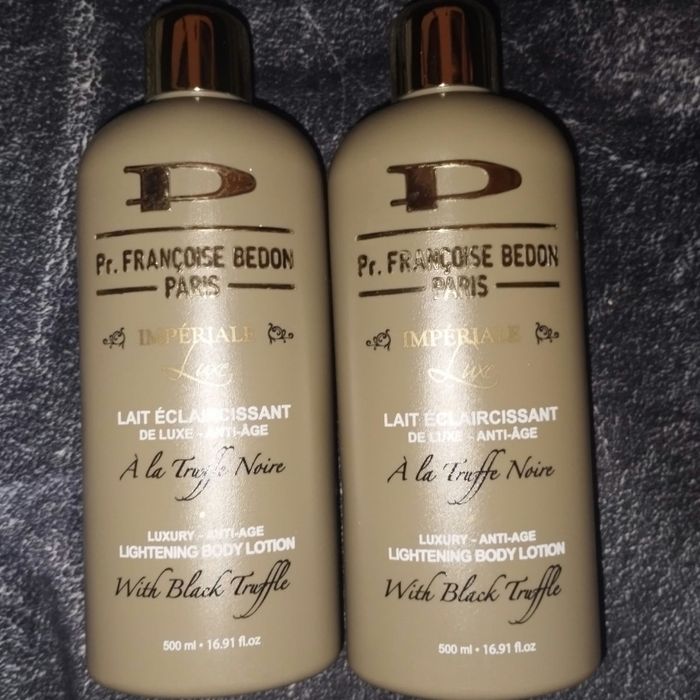 D
Pr. FRANÇOISE BEDON
PARIS
IMPÉRIALE
Luxe
LAIT ÉCLAIRCISSANT
DE LUXE - ANTI-ÂGE
À la Truffe Noire
LUXURY - ANTI-AGE
LIGHTENING BODY LOTION
With Black Truffle
500 ml • 16.91 fl.oz
D
Pr. FRANÇOISE BEDON
PARIS
IMPÉRIALE
Luxe
LAIT ÉCLAIRCISSANT
DE LUXE - ANTI-ÂGE
À la Truffe Noire
LUXURY - ANTI-AGE
LIGHTENING BODY LOTION
With Black Truffle
500 ml • 16.91 fl.oz